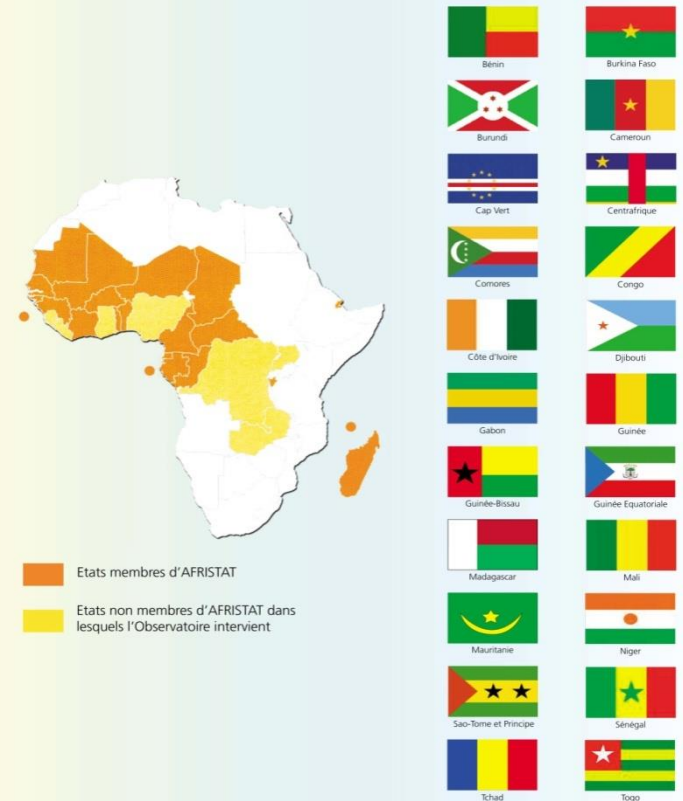 Bénin
Burkina Faso
Burundi
Cameroun
Cap Vert
Centrafrique
Comores
Congo
Côte d'Ivoire
Djibouti
Gabon
Guinée
Guinée-Bissau
Guinée Equatoriale
Madagascar
Mali
Mauritanie
Niger
Sao-Tome et Principe
Sénégal
Tchad
Togo
Etats membres d'AFRISTAT
Etats non membres d'AFRISTAT dans
lesquels l'Observatoire intervient